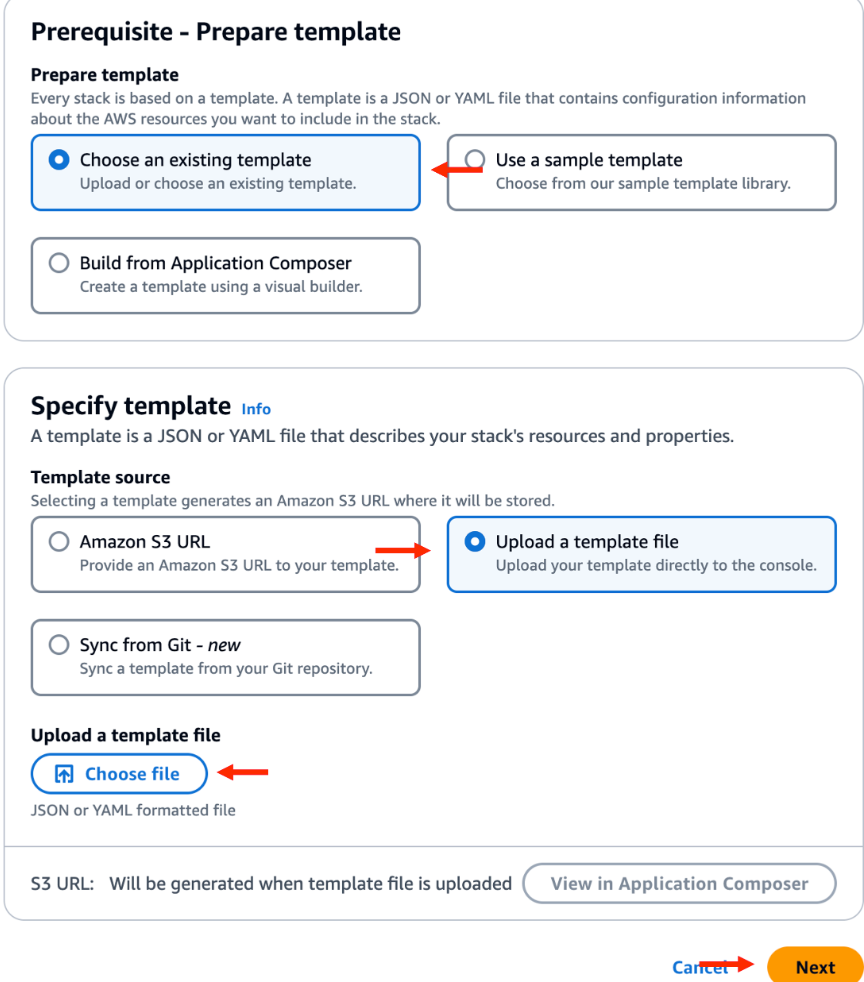 Prerequisite - Prepare template
Prepare template
Every stack is based on a template. A template is a JSON or YAML file that contains configuration information
about the AWS resources you want to include in the stack.
Choose an existing template
Upload or choose an existing template.
Use a sample template
Choose from our sample template library.
Build from Application Composer
Create a template using a visual builder.
Specify template Info
A template is a JSON or YAML file that describes your stack's resources and properties.
Template source
Selecting a template generates an Amazon S3 URL where it will be stored.
Amazon S3 URL
Provide an Amazon S3 URL to your template.
Upload a template file
Upload your template directly to the console.
Sync from Git - new
Sync a template from your Git repository.
Upload a template file
Choose file
JSON or YAML formatted file
S3 URL: Will be generated when template file is uploaded
View in Application Composer
Cancel
Next